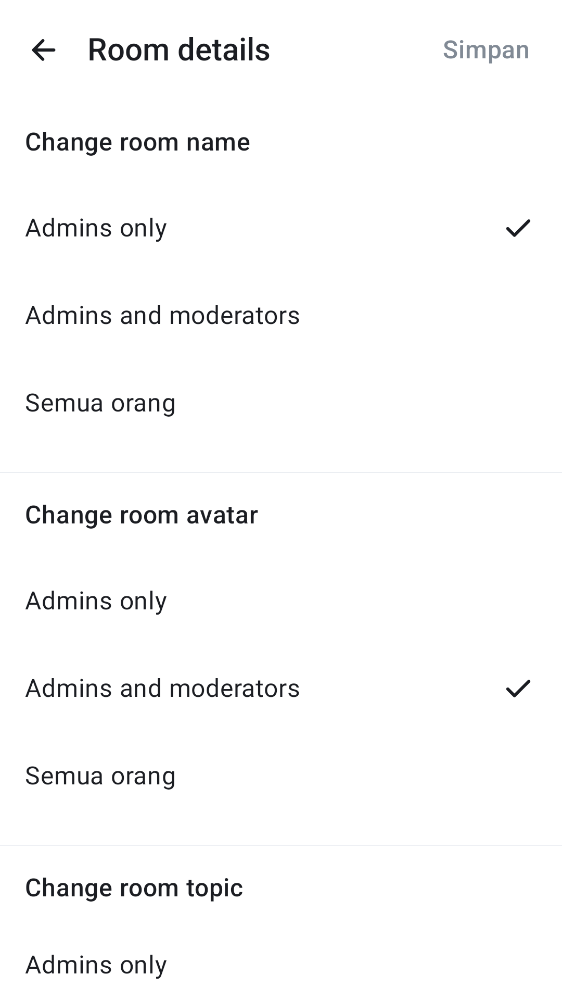 Room details
Simpan
Change room name
Admins only
Admins and moderators
Semua orang
Change room avatar
Admins only
Admins and moderators
Semua orang
Change room topic
Admins only